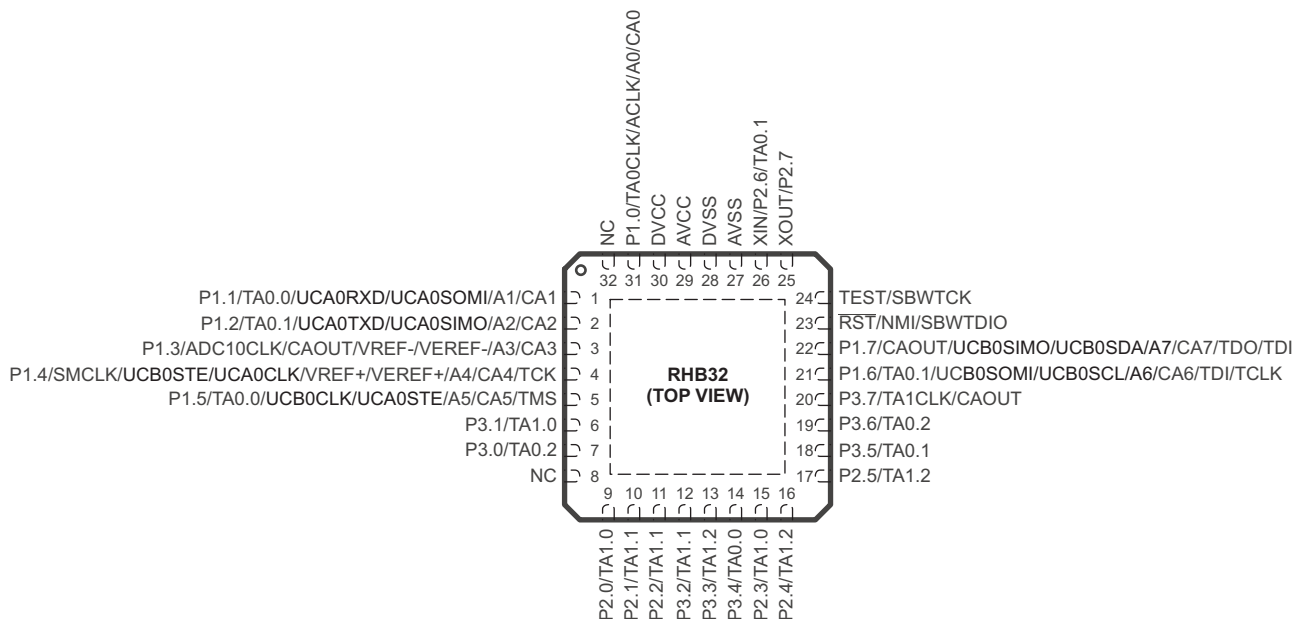 NC
P1.0/TA0CLK/ACLK/A0/CA0
DVCC
AVCC
DVSS
AVSS
XIN/P2.6/TA0.1
XOUT/P2.7
32 31 30 29 28 27 26 25
P1.1/TA0.0/UCA0RXD/UCA0SOMI/A1/CA1 1
P1.2/TA0.1/UCA0TXD/UCA0SIMO/A2/CA2 2
P1.3/ADC10CLK/CAOUT/VREF-/VEREF-/A3/CA3 3
P1.4/SMCLK/UCB0STE/UCA0CLK/VREF+/VEREF+/A4/CA4/TCK 4
P1.5/TA0.0/UCB0CLK/UCA0STE/A5/CA5/TMS 5
P3.1/TA1.0 6
P3.0/TA0.2 7
NC 8
RHB32
(TOP VIEW)
24 TEST/SBWTCK
23 RST/NMI/SBWTDIO
22 P1.7/CAOUT/UCB0SIMO/UCB0SDA/A7/CA7/TDO/TDI
21 P1.6/TA0.1/UCB0SOMI/UCB0SCL/A6/CA6/TDI/TCLK
20 P3.7/TA1CLK/CAOUT
19 P3.6/TA0.2
18 P3.5/TA0.1
17 P2.5/TA1.2
9 10 11 12 13 14 15 16
P2.0/TA1.0
P2.1/TA1.1
P2.2/TA1.1
P3.2/TA1.1
P3.3/TA1.2
P3.4/TA0.0
P2.3/TA1.0
P2.4/TA1.2